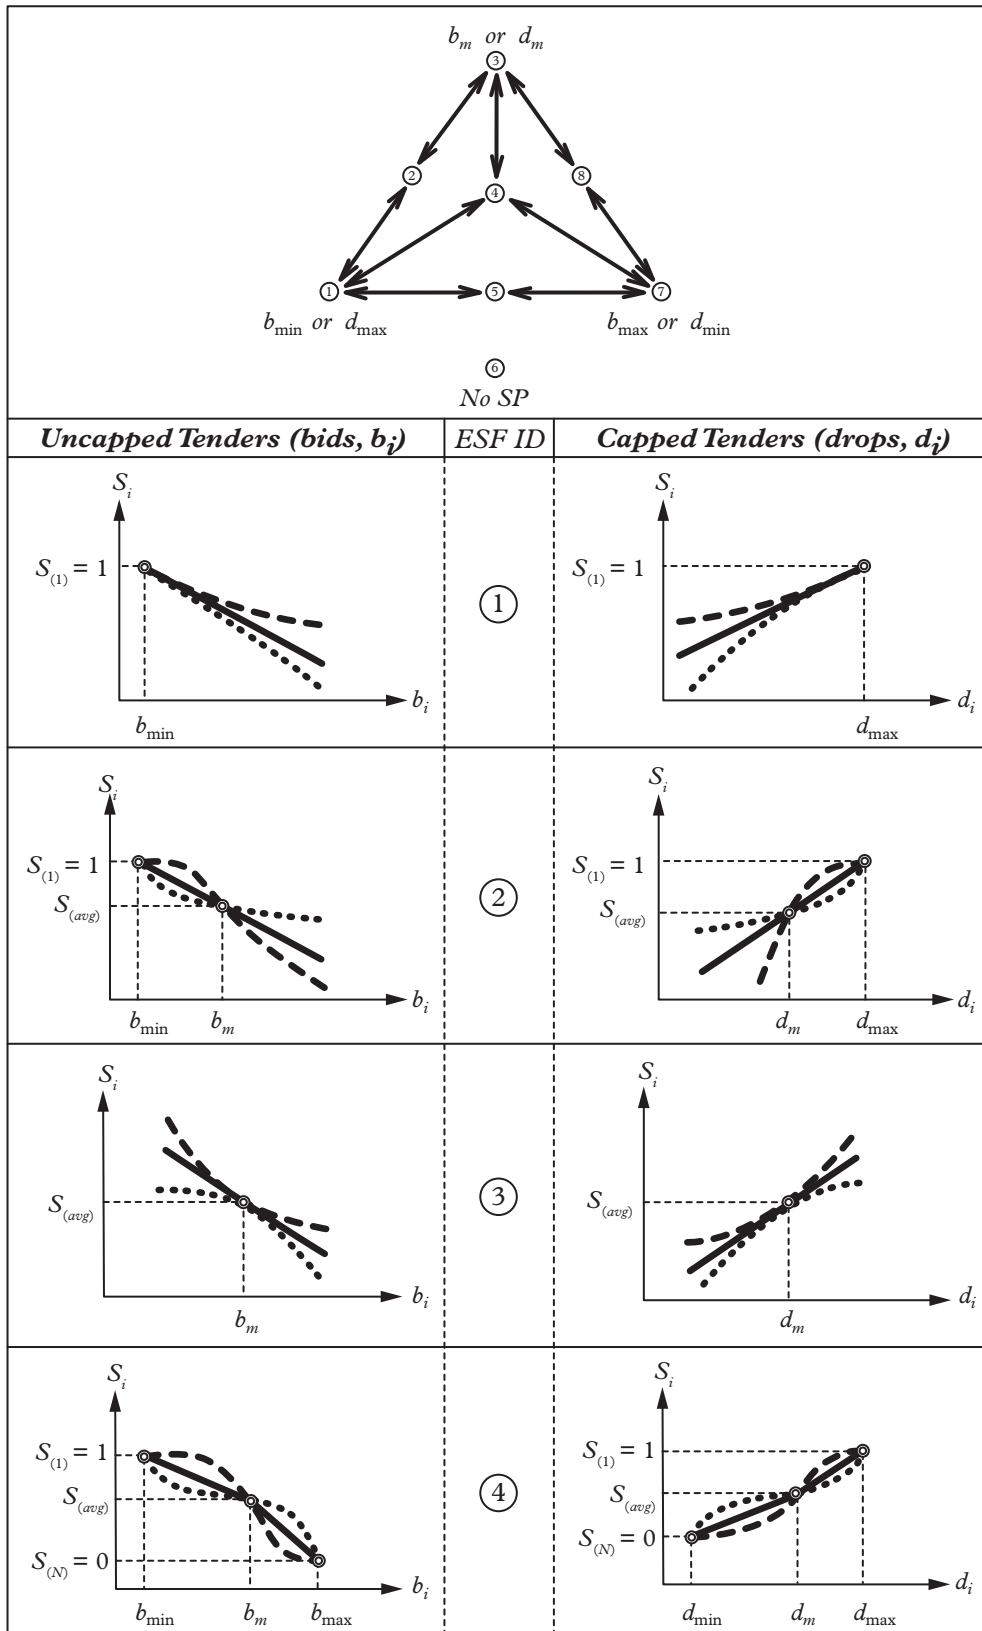 b_m or d_m
③
② ⑧
④
① ⑤ ⑦
b_min or d_max b_max or d_min
⑥
No SP
Uncapped Tenders (bids, b_i) ESF ID Capped Tenders (drops, d_i)
S_i S_i
S_(1) = 1 ① S_(1) = 1
b_i d_i
b_min d_max
S_i S_i
S_(1) = 1 S_(1) = 1
S_(avg) ② S_(avg)
b_i d_i
b_min b_m d_m d_max
S_i S_i
S_(avg) ③ S_(avg)
b_i d_i
b_m d_m
S_i S_i
S_(1) = 1 S_(1) = 1
S_(avg) ④ S_(avg)
S_(N) = 0 S_(N) = 0
b_i d_i
b_min b_m b_max d_min d_m d_max